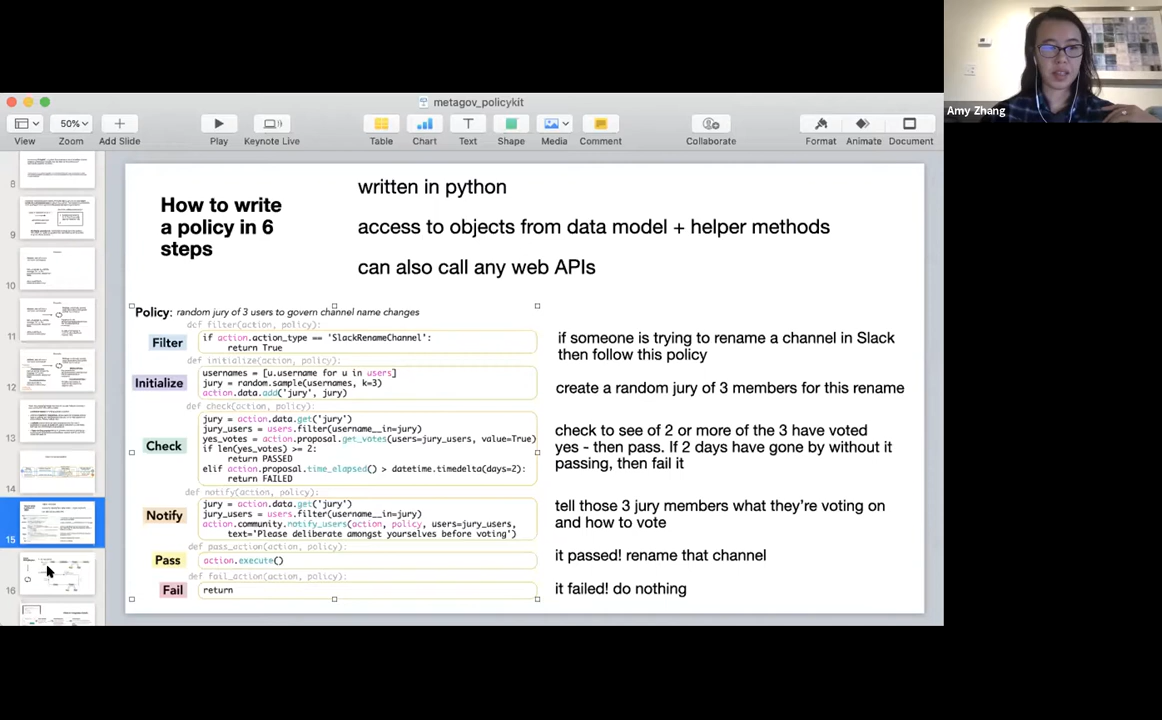 metagov_policykit
50%
View
Zoom
Add Slide
Play
Keynote Live
Table
Chart
Text
Shape
Media
Comment
Collaborate
Format
Animate
Document
Amy Zhang
8
9
10
11
12
13
14
15
16
How to write
a policy in 6
steps
written in python
access to objects from data model + helper methods
can also call any web APIs
Policy: random jury of 3 users to govern channel name changes
def filter(action, policy):
Filter
if action.action_type == 'SlackRenameChannel':
return True
if someone is trying to rename a channel in Slack
then follow this policy
def initialize(action, policy):
Initialize
usernames = [u.username for u in users]
jury = random.sample(usernames, k=3)
action.data.add('jury', jury)
create a random jury of 3 members for this rename
def check(action, policy):
Check
jury = action.data.get('jury')
jury_users = users.filter(username__in=jury)
yes_votes = action.proposal.get_votes(users=jury_users, value=True)
if len(yes_votes) >= 2:
return PASSED
elif action.proposal.time_elapsed() > datetime.timedelta(days=2):
return FAILED
check to see of 2 or more of the 3 have voted
yes - then pass. If 2 days have gone by without it
passing, then fail it
def notify(action, policy):
Notify
jury = action.data.get('jury')
jury_users = users.filter(username__in=jury)
action.community.notify_users(action, policy, users=jury_users,
text='Please deliberate amongst yourselves before voting')
tell those 3 jury members what they're voting on
and how to vote
def pass_action(action, policy):
Pass
action.execute()
it passed! rename that channel
def fail_action(action, policy):
Fail
return
it failed! do nothing